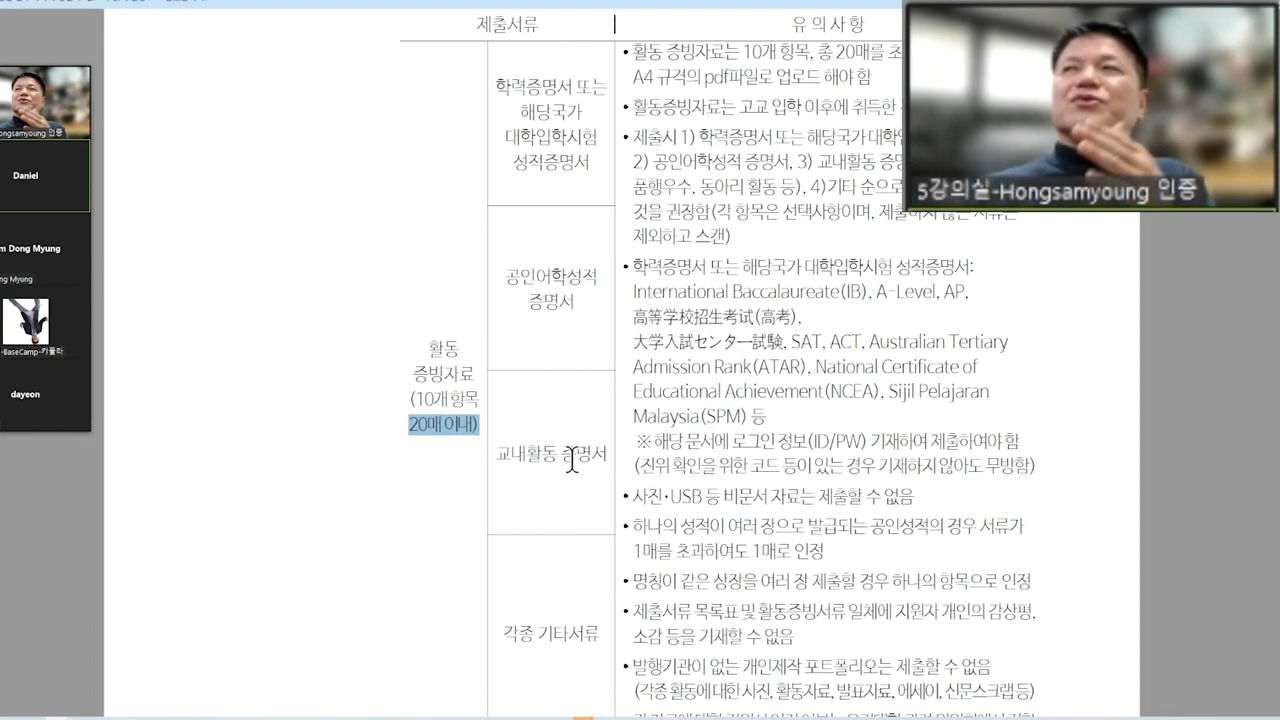 제출서류
유의사항
활동
증빙자료
(10개 항목
20매 이내)
학력증명서 또는
해당국가
대학입학시험
성적증명서
공인어학성적
증명서
교내활동 증명서
각종 기타서류
• 활동 증빙자료는 10개 항목, 총 20매를 초
A4 규격의 pdf파일로 업로드 해야 함
• 활동증빙자료는 고교 입학 이후에 취득한
• 제출시 1) 학력증명서 또는 해당국가 대학입
2) 공인어학성적 증명서, 3) 교내활동 증명
품행우수, 동아리 활동 등), 4)기타 순으로
것을 권장함(각 항목은 선택사항이며, 제출하지 않는 서류는
제외하고 스캔)
• 학력증명서 또는 해당국가 대학입학시험 성적증명서:
International Baccalaureate(IB), A-Level, AP,
高等学校招生考试(高考),
大学入試センター試験, SAT, ACT, Australian Tertiary
Admission Rank(ATAR), National Certificate of
Educational Achievement(NCEA), Sijil Pelajaran
Malaysia(SPM) 등
※ 해당 문서에 로그인 정보(ID/PW) 기재하여 제출하여야 함
(진위 확인을 위한 코드 등이 있는 경우 기재하지 않아도 무방함)
• 사진·USB 등 비문서 자료는 제출할 수 없음
• 하나의 성적이 여러 장으로 발급되는 공인성적의 경우 서류가
1매를 초과하여도 1매로 인정
• 명칭이 같은 상장을 여러 장 제출할 경우 하나의 항목으로 인정
• 제출서류 목록표 및 활동증빙서류 일체에 지원자 개인의 감상평,
소감 등을 기재할 수 없음
• 발행기관이 없는 개인제작 포트폴리오는 제출할 수 없음
(각종 활동에 대한 사진, 활동자료, 발표자료, 에세이, 신문스크랩 등)
5강의실-Hongsamyoung 인증
ongsamyoung 인증
Daniel
m Dong Myung
ng Myung
-BaseCamp-카플라
dayeon